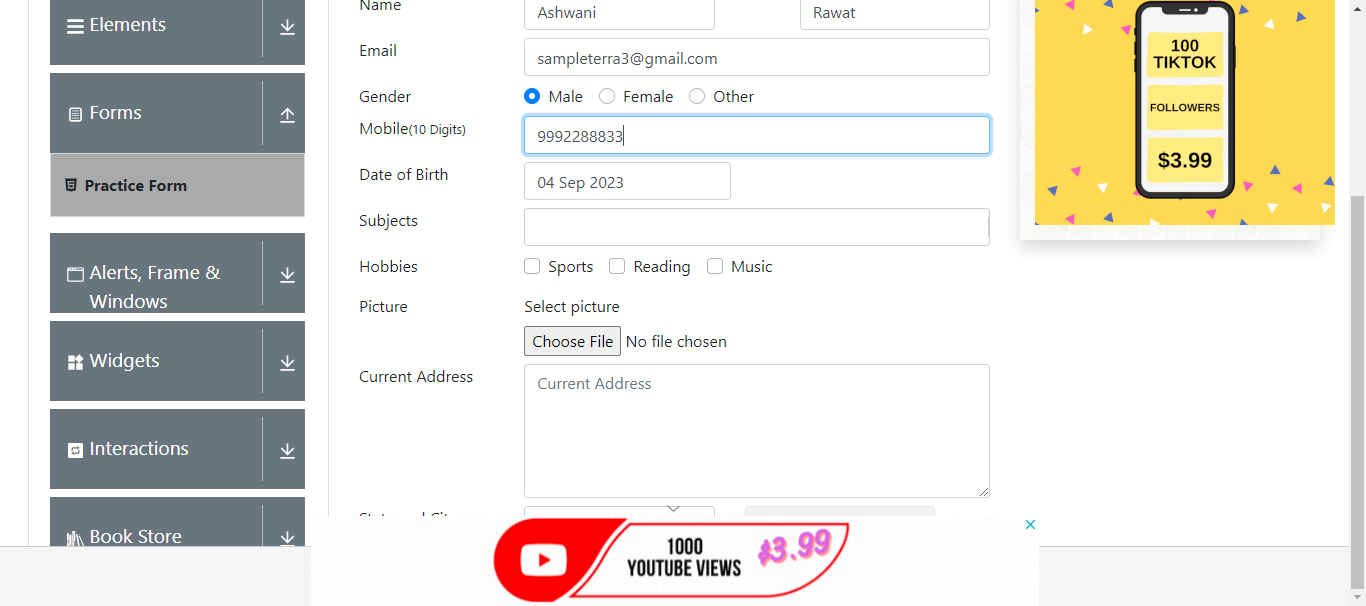 Elements
Forms
Practice Form
Alerts, Frame &
Windows
Widgets
Interactions
Book Store
Name
Ashwani
Rawat
Email
sampleterra3@gmail.com
Gender
Male
Female
Other
Mobile(10 Digits)
9992288833
Date of Birth
04 Sep 2023
Subjects
Hobbies
Sports
Reading
Music
Picture
Select picture
Choose File No file chosen
Current Address
Current Address
100
TIKTOK
FOLLOWERS
$3.99
1000
YOUTUBE VIEWS
$3.99